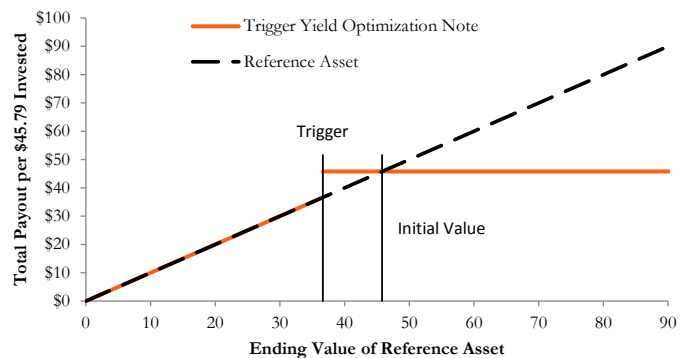 $100
$90
$80
$70
$60
$50
$40
$30
$20
$10
$0
Total Payout per $45.79 Invested
Trigger Yield Optimization Note
Reference Asset
Trigger
Initial Value
0 10 20 30 40 50 60 70 80 90
Ending Value of Reference Asset